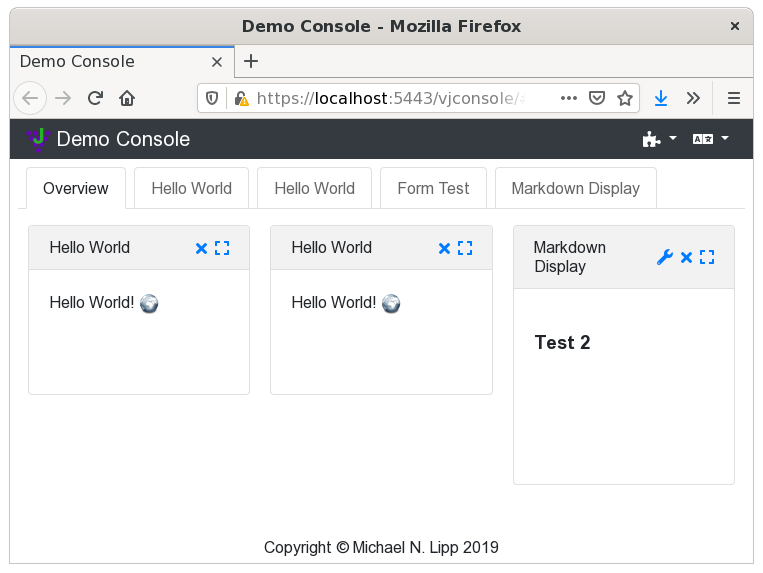 Demo Console - Mozilla Firefox
Demo Console
https://localhost:5443/vjconsole/
Demo Console
Overview
Hello World
Hello World
Form Test
Markdown Display
Hello World
Hello World! 
Hello World
Hello World! 
Markdown
Display
Test 2
Copyright © Michael N. Lipp 2019